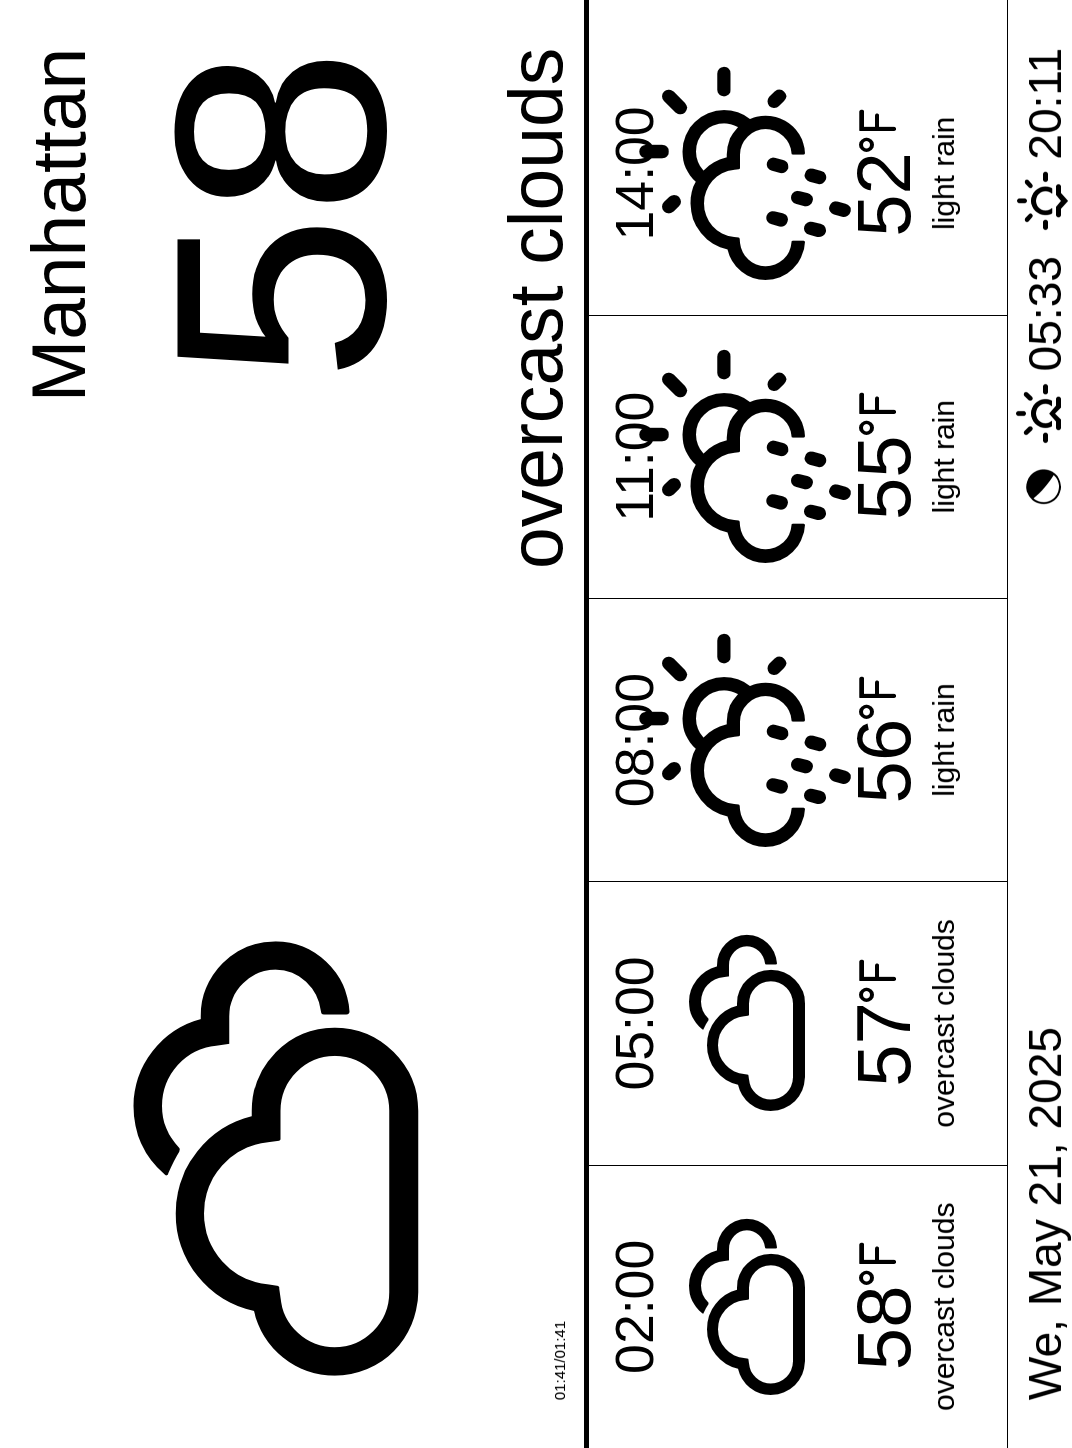 Manhattan
58
overcast clouds
01:41/01:41
02:00 05:00 08:00 11:00 14:00
58°F 57°F 56°F 55°F 52°F
overcast clouds overcast clouds light rain light rain light rain
We, May 21, 2025 05:33 20:11